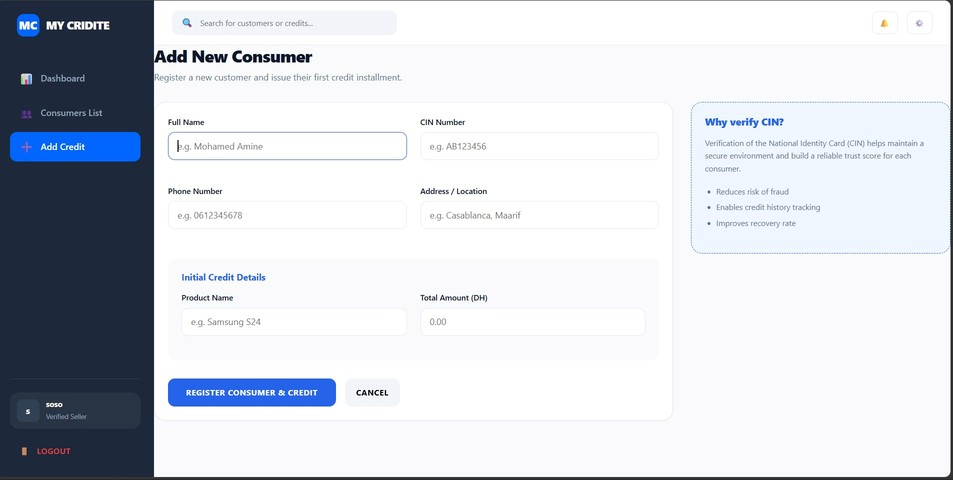 MC MY CRIDITE
Search for customers or credits...
Dashboard
Consumers List
Add Credit
Add New Consumer
Register a new customer and issue their first credit installment.
Full Name
e.g. Mohamed Amine
CIN Number
e.g. AB123456
Phone Number
e.g. 0612345678
Address / Location
e.g. Casablanca, Maarif
Initial Credit Details
Product Name
e.g. Samsung S24
Total Amount (DH)
0.00
REGISTER CONSUMER & CREDIT
CANCEL
Why verify CIN?
Verification of the National Identity Card (CIN) helps maintain a
secure environment and build a reliable trust score for each
consumer.
• Reduces risk of fraud
• Enables credit history tracking
• Improves recovery rate
s
soso
Verified Seller
LOGOUT